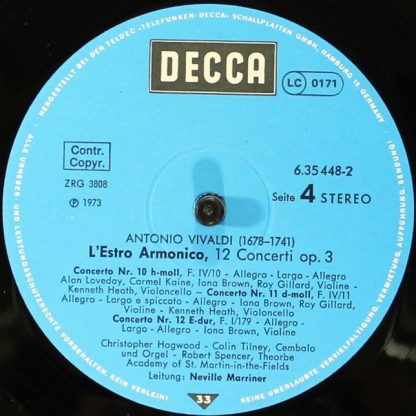 HERGESTELLT BEI DER TELDEC »TELEFUNKEN-DECCA« SCHALLPLATTEN GMBH, HAMBURG 19, GERMANY
DECCA
LC 0171
Contr.
Copyr.
ZRG 3808
Ⓟ 1973
6.35 448-2
Seite 4 STEREO
ANTONIO VIVALDI (1678–1741)
L'Estro Armonico, 12 Concerti op. 3
Concerto Nr. 10 h-moll, F. IV/10 - Allegro - Largo - Allegro
Alan Loveday, Carmel Kaine, Iona Brown, Roy Gillard, Violine -
Kenneth Heath, Violoncello — Concerto Nr. 11 d-moll, F. IV/11
Allegro - Largo e spiccato - Allegro - Iona Brown, Roy Gillard,
Violine - Kenneth Heath, Violoncello
Concerto Nr. 12 E-dur, F. I/179 - Allegro -
Largo - Allegro - Iona Brown, Violine
Christopher Hogwood - Colin Tilney, Cembalo
und Orgel - Robert Spencer, Thearbe
Academy of St. Martin-in-the-Fields
Leitung: Neville Marriner
ALLE URHEBER- UND LEISTUNGSSCHUTZRECHTE VORBEHALTEN
KEIN VERLEIH!
33
KEINE UNERLAUBTE VERVIELFÄLTIGUNG, VERMIETUNG, AUFFÜHRUNG, SENDUNG!